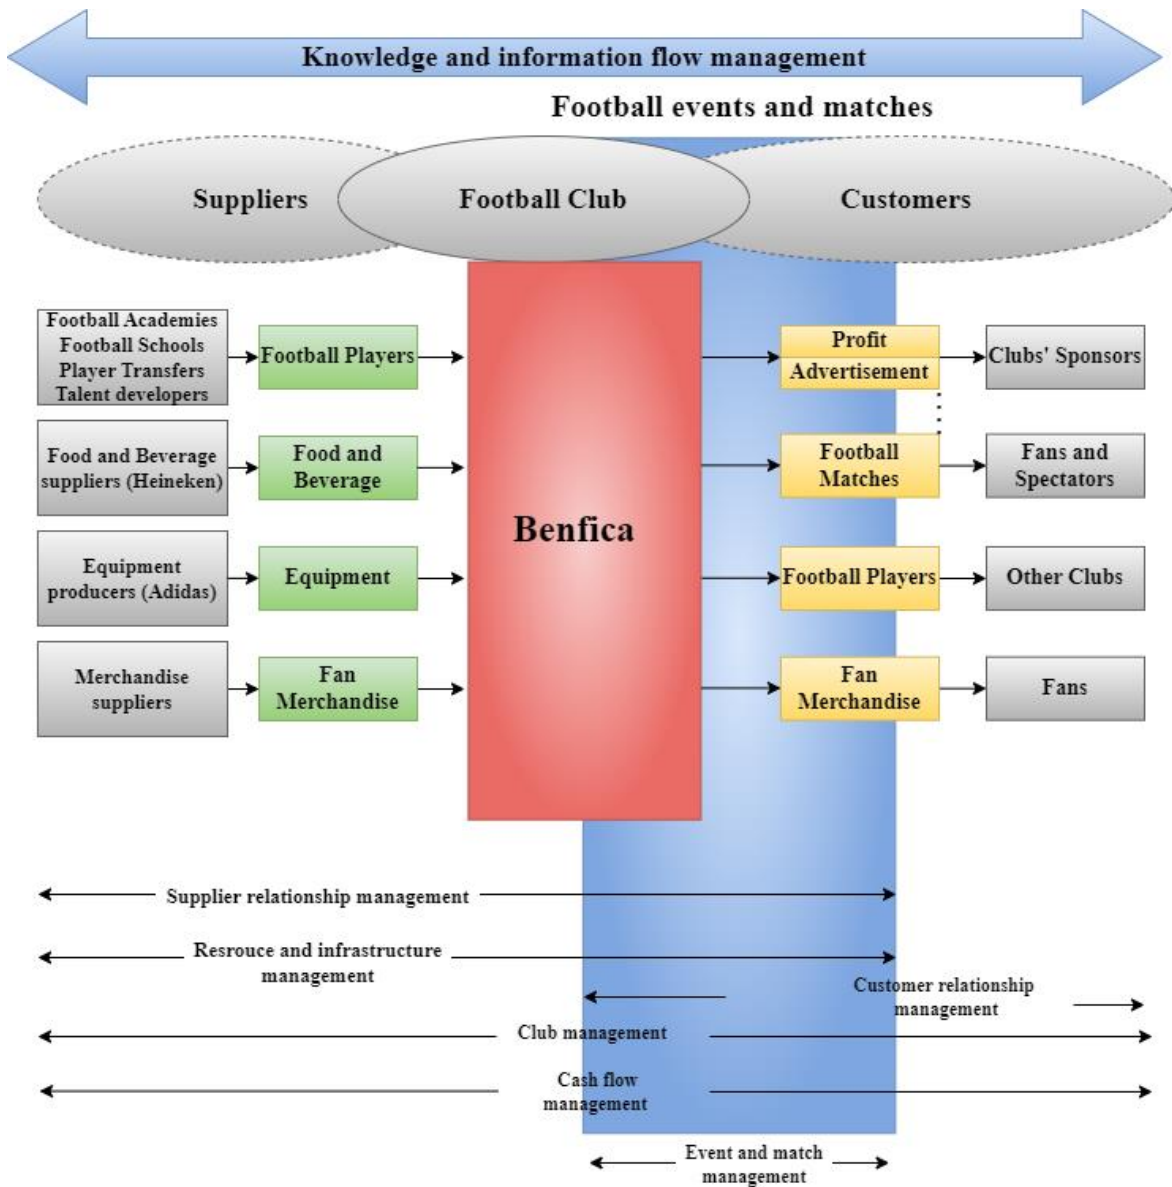 Knowledge and information flow management
Football events and matches
Suppliers
Football Club
Customers
Football Academies
Football Schools
Player Transfers
Talent developers
Football Players
Profit
Advertisement
Clubs' Sponsors
Food and Beverage
suppliers (Heineken)
Food and
Beverage
Football
Matches
Fans and
Spectators
Benfica
Equipment
producers (Adidas)
Equipment
Football Players
Other Clubs
Merchandise
suppliers
Fan
Merchandise
Fan
Merchandise
Fans
Supplier relationship management
Resrouce and infrastructure
management
Customer relationship
management
Club management
Cash flow
management
Event and match
management